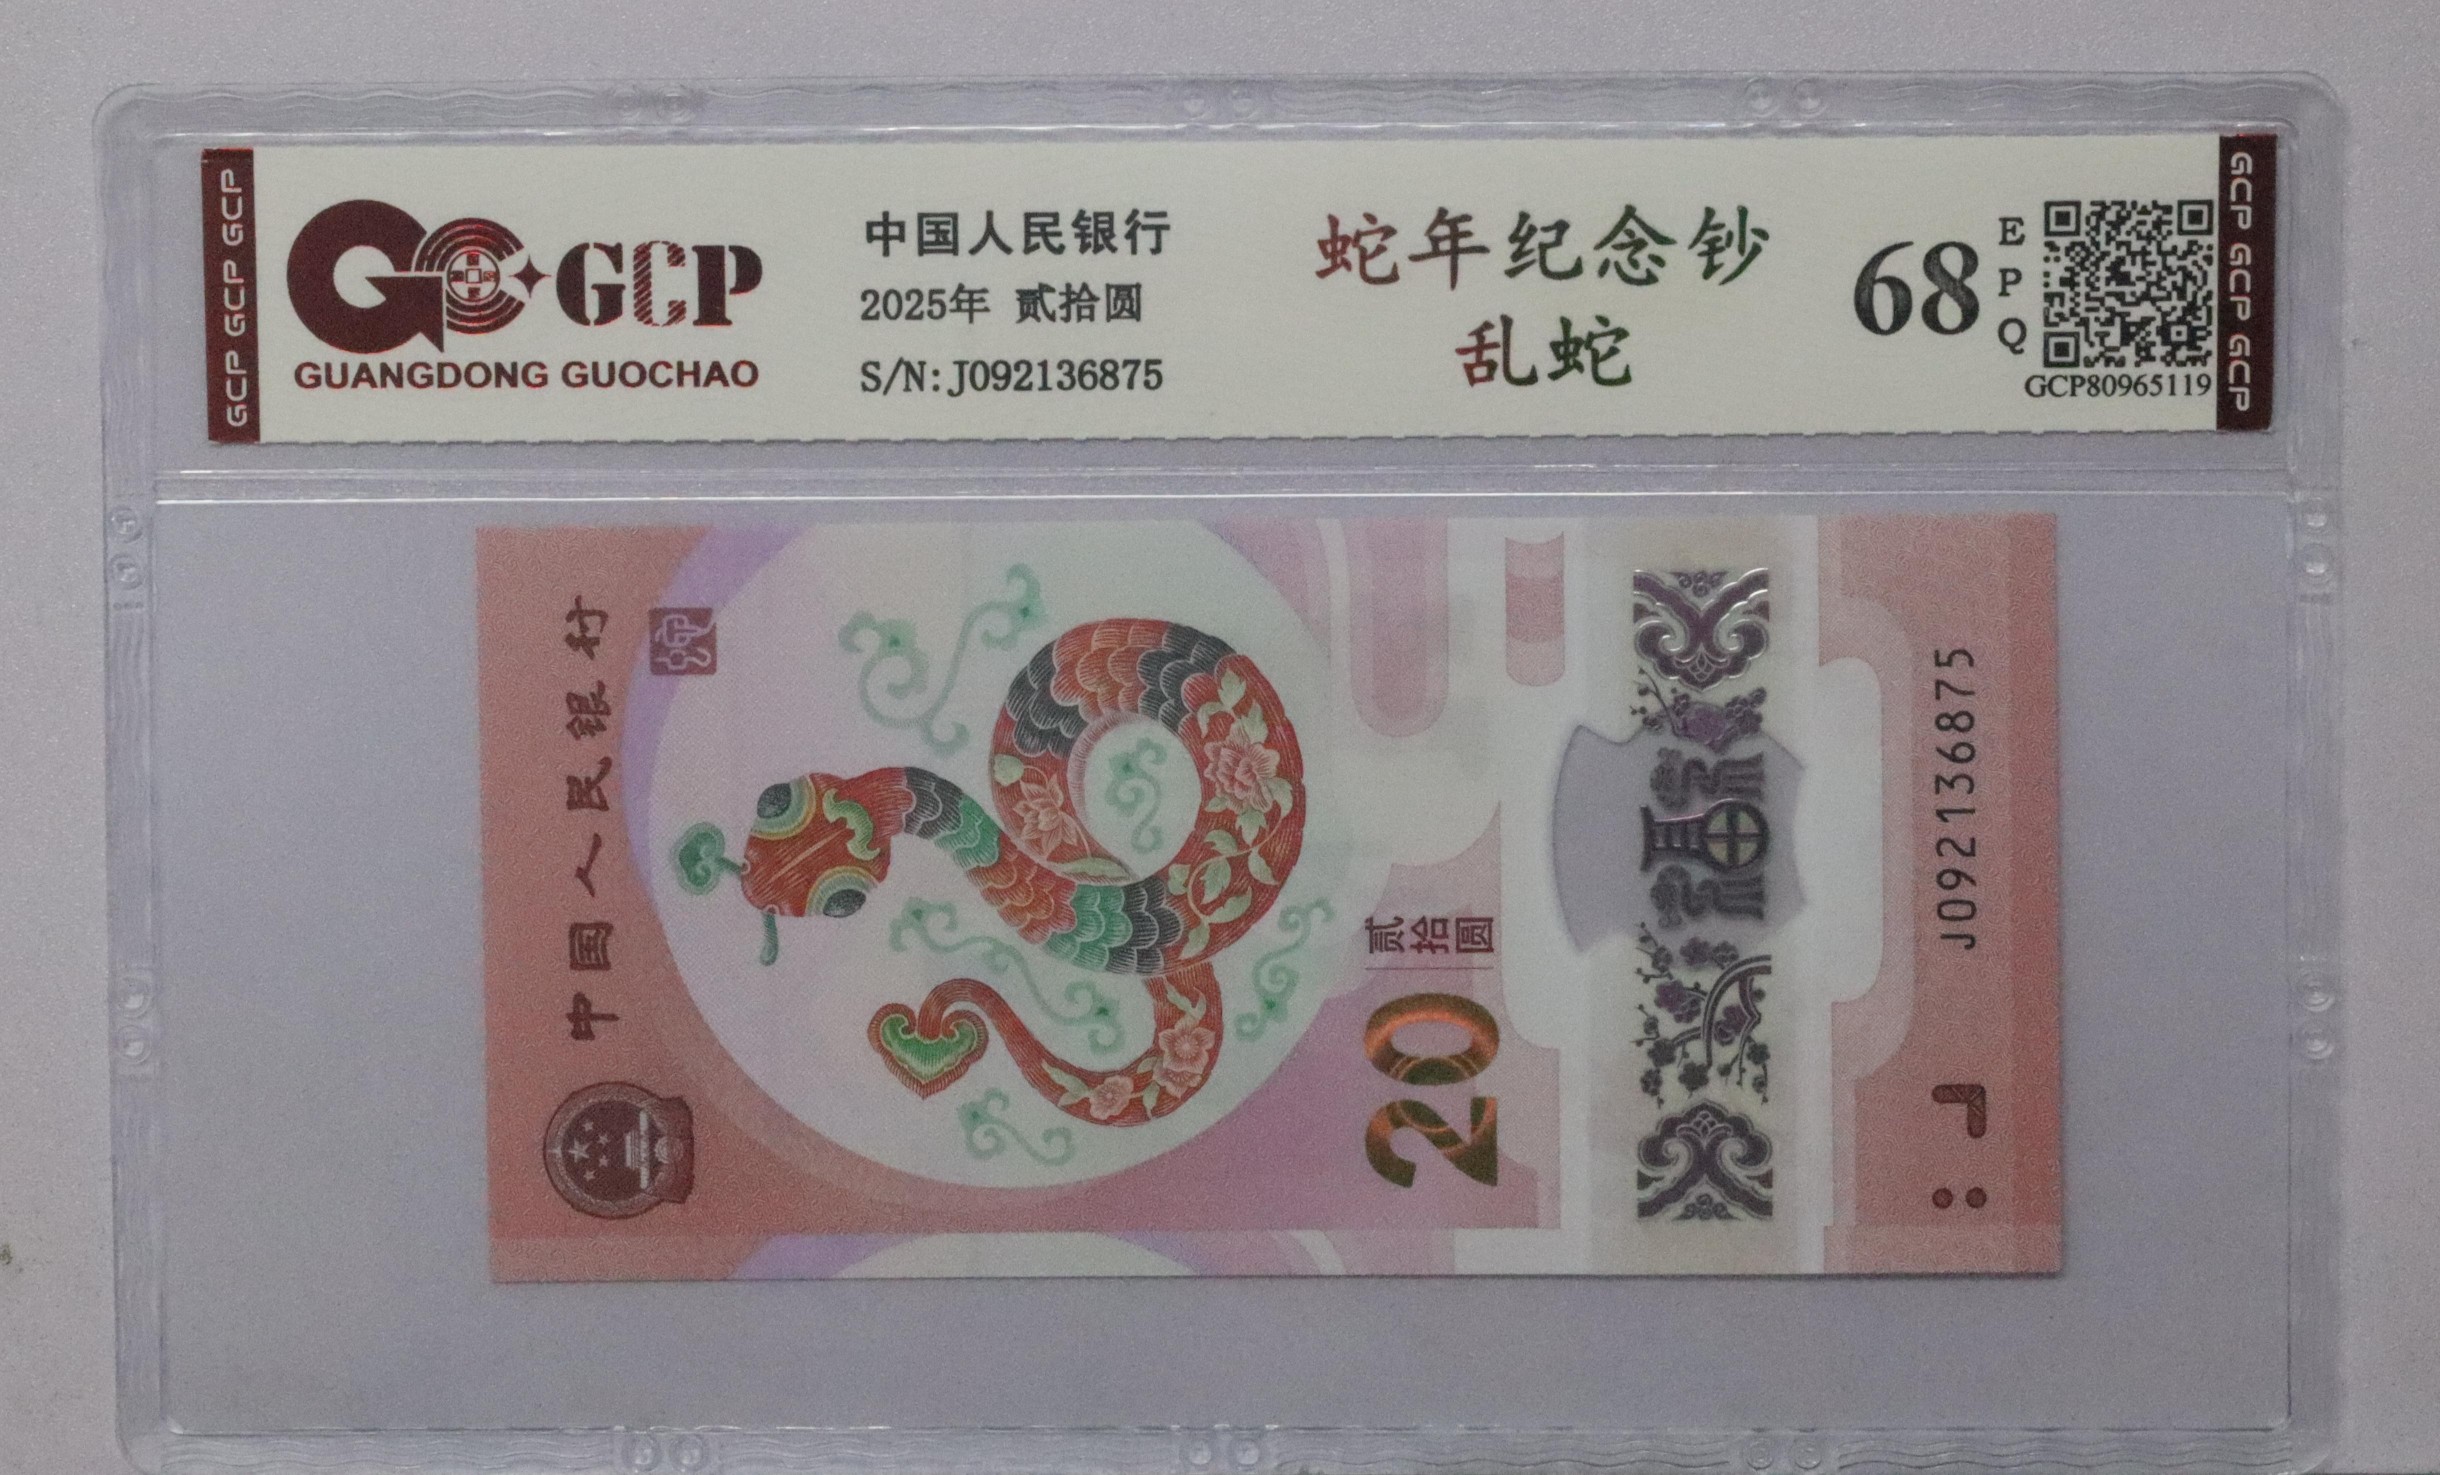 GCP GCP GCP
GCP
GUANGDONG GUOCHAO
中国人民银行
2025年 贰拾圆
S/N:J092136875
蛇年纪念钞
乱蛇
68
EPQ
GCP80965119
GCP GCP GCP
中国人民银行
20
贰拾圆
福
J092136875